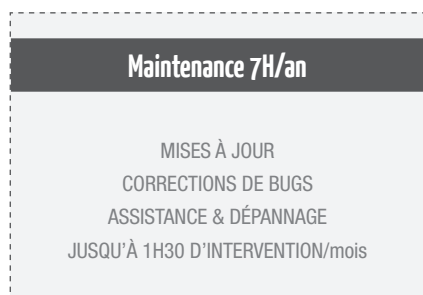 Maintenance 7H/an
MISES À JOUR
CORRECTIONS DE BUGS
ASSISTANCE & DÉPANNAGE
JUSQU'À 1H30 D'INTERVENTION/mois